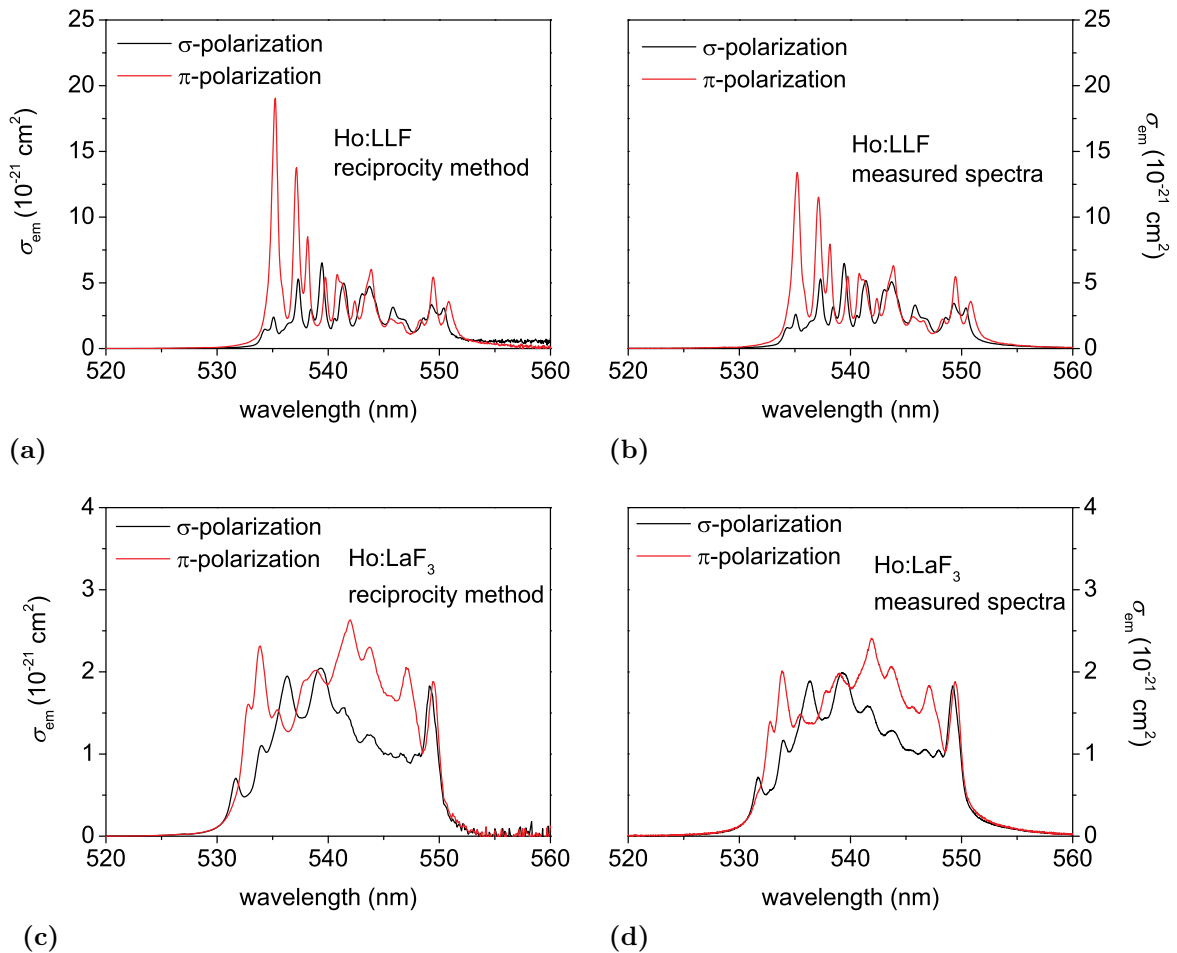 25
20
15
10
5
0
520
530
540
550
560
σ-polarization
π-polarization
Ho:LLF
reciprocity method
σem (10-21 cm2)
wavelength (nm)
(a)
25
20
15
10
5
0
520
530
540
550
560
σ-polarization
π-polarization
Ho:LLF
measured spectra
σem (10-21 cm2)
wavelength (nm)
(b)
4
3
2
1
0
520
530
540
550
560
σ-polarization
π-polarization
Ho:LaF3
reciprocity method
σem (10-21 cm2)
wavelength (nm)
(c)
4
3
2
1
0
520
530
540
550
560
σ-polarization
π-polarization
Ho:LaF3
measured spectra
σem (10-21 cm2)
wavelength (nm)
(d)